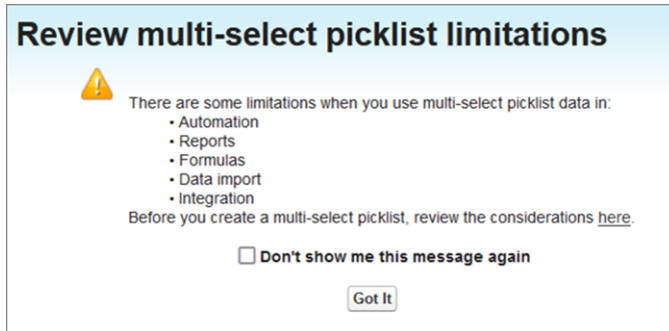 Review multi-select picklist limitations
There are some limitations when you use multi-select picklist data in:
• Automation
• Reports
• Formulas
• Data import
• Integration
Before you create a multi-select picklist, review the considerations here.
Don't show me this message again
Got It